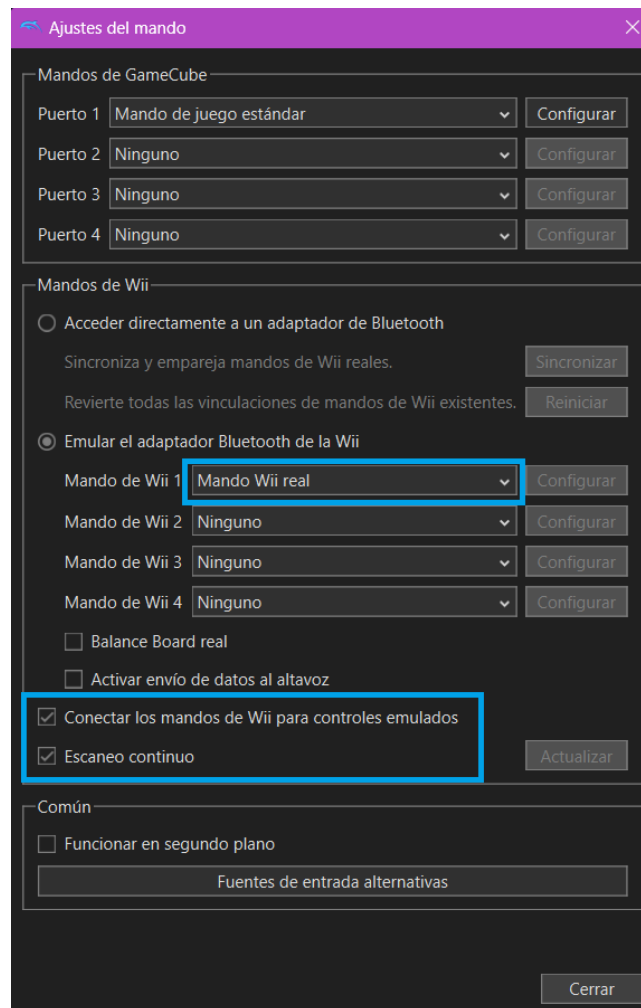 Ajustes del mando
Mandos de GameCube
Puerto 1 Mando de juego estándar Configurar
Puerto 2 Ninguno Configurar
Puerto 3 Ninguno Configurar
Puerto 4 Ninguno Configurar
Mandos de Wii
Acceder directamente a un adaptador de Bluetooth
Sincroniza y empareja mandos de Wii reales. Sincronizar
Revierte todas las vinculaciones de mandos de Wii existentes. Reiniciar
Emular el adaptador Bluetooth de la Wii
Mando de Wii 1 Mando Wii real Configurar
Mando de Wii 2 Ninguno Configurar
Mando de Wii 3 Ninguno Configurar
Mando de Wii 4 Ninguno Configurar
Balance Board real
Activar envío de datos al altavoz
Conectar los mandos de Wii para controles emulados
Escaneo continuo Actualizar
Común
Funcionar en segundo plano
Fuentes de entrada alternativas
Cerrar